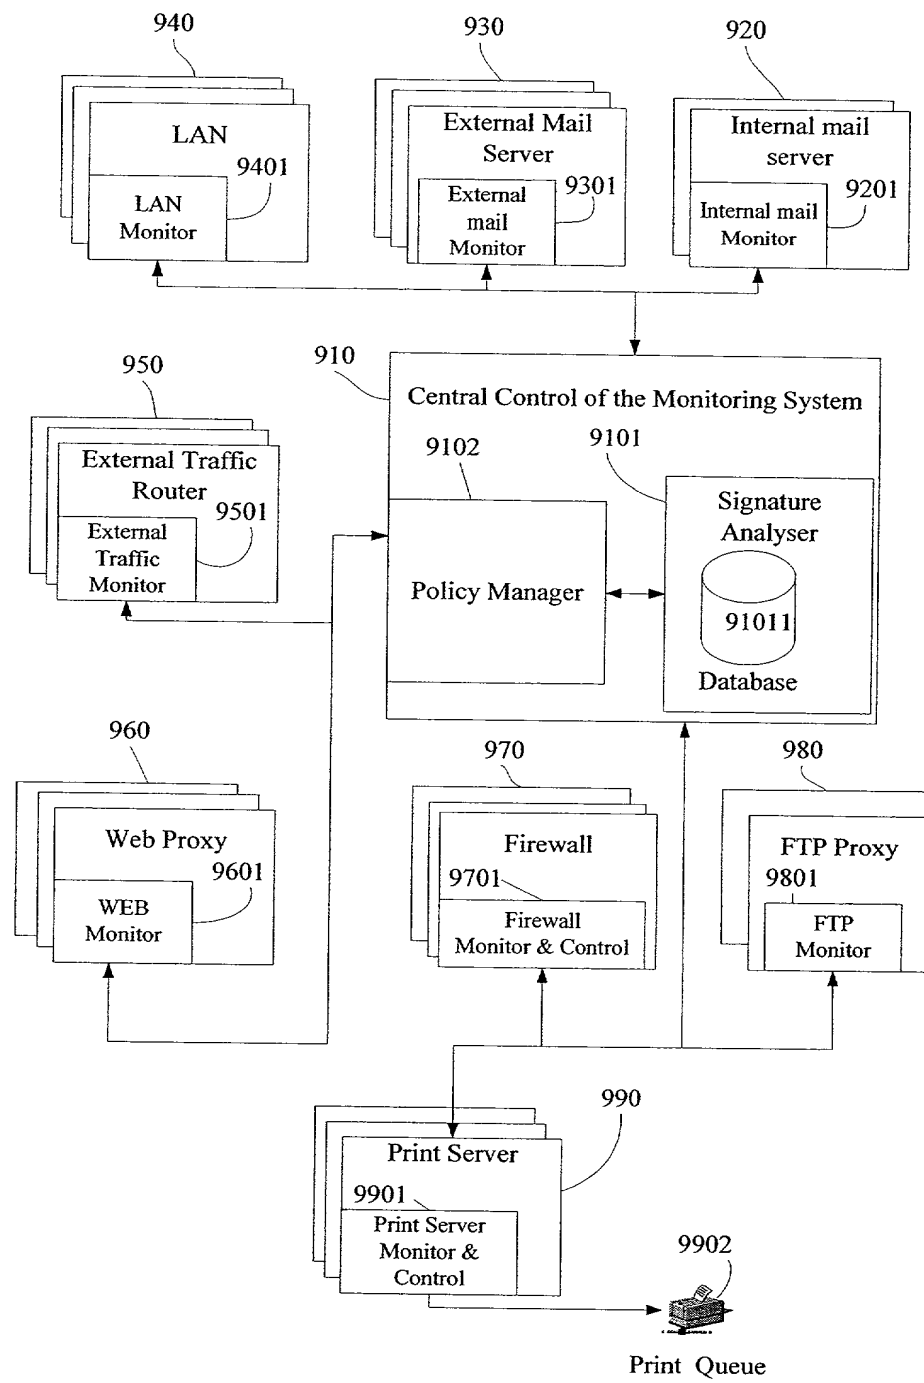 940
930
920
LAN
9401
LAN
Monitor
External Mail
Server
9301
External
mail
Monitor
Internal mail
server
9201
Internal mail
Monitor
910
Central Control of the Monitoring System
9102
9101
Policy Manager
Signature
Analyser
91011
Database
950
External Traffic
Router
9501
External
Traffic
Monitor
960
Web Proxy
9601
WEB
Monitor
970
Firewall
9701
Firewall
Monitor & Control
980
FTP Proxy
9801
FTP
Monitor
990
Print Server
9901
Print Server
Monitor &
Control
9902
Print Queue